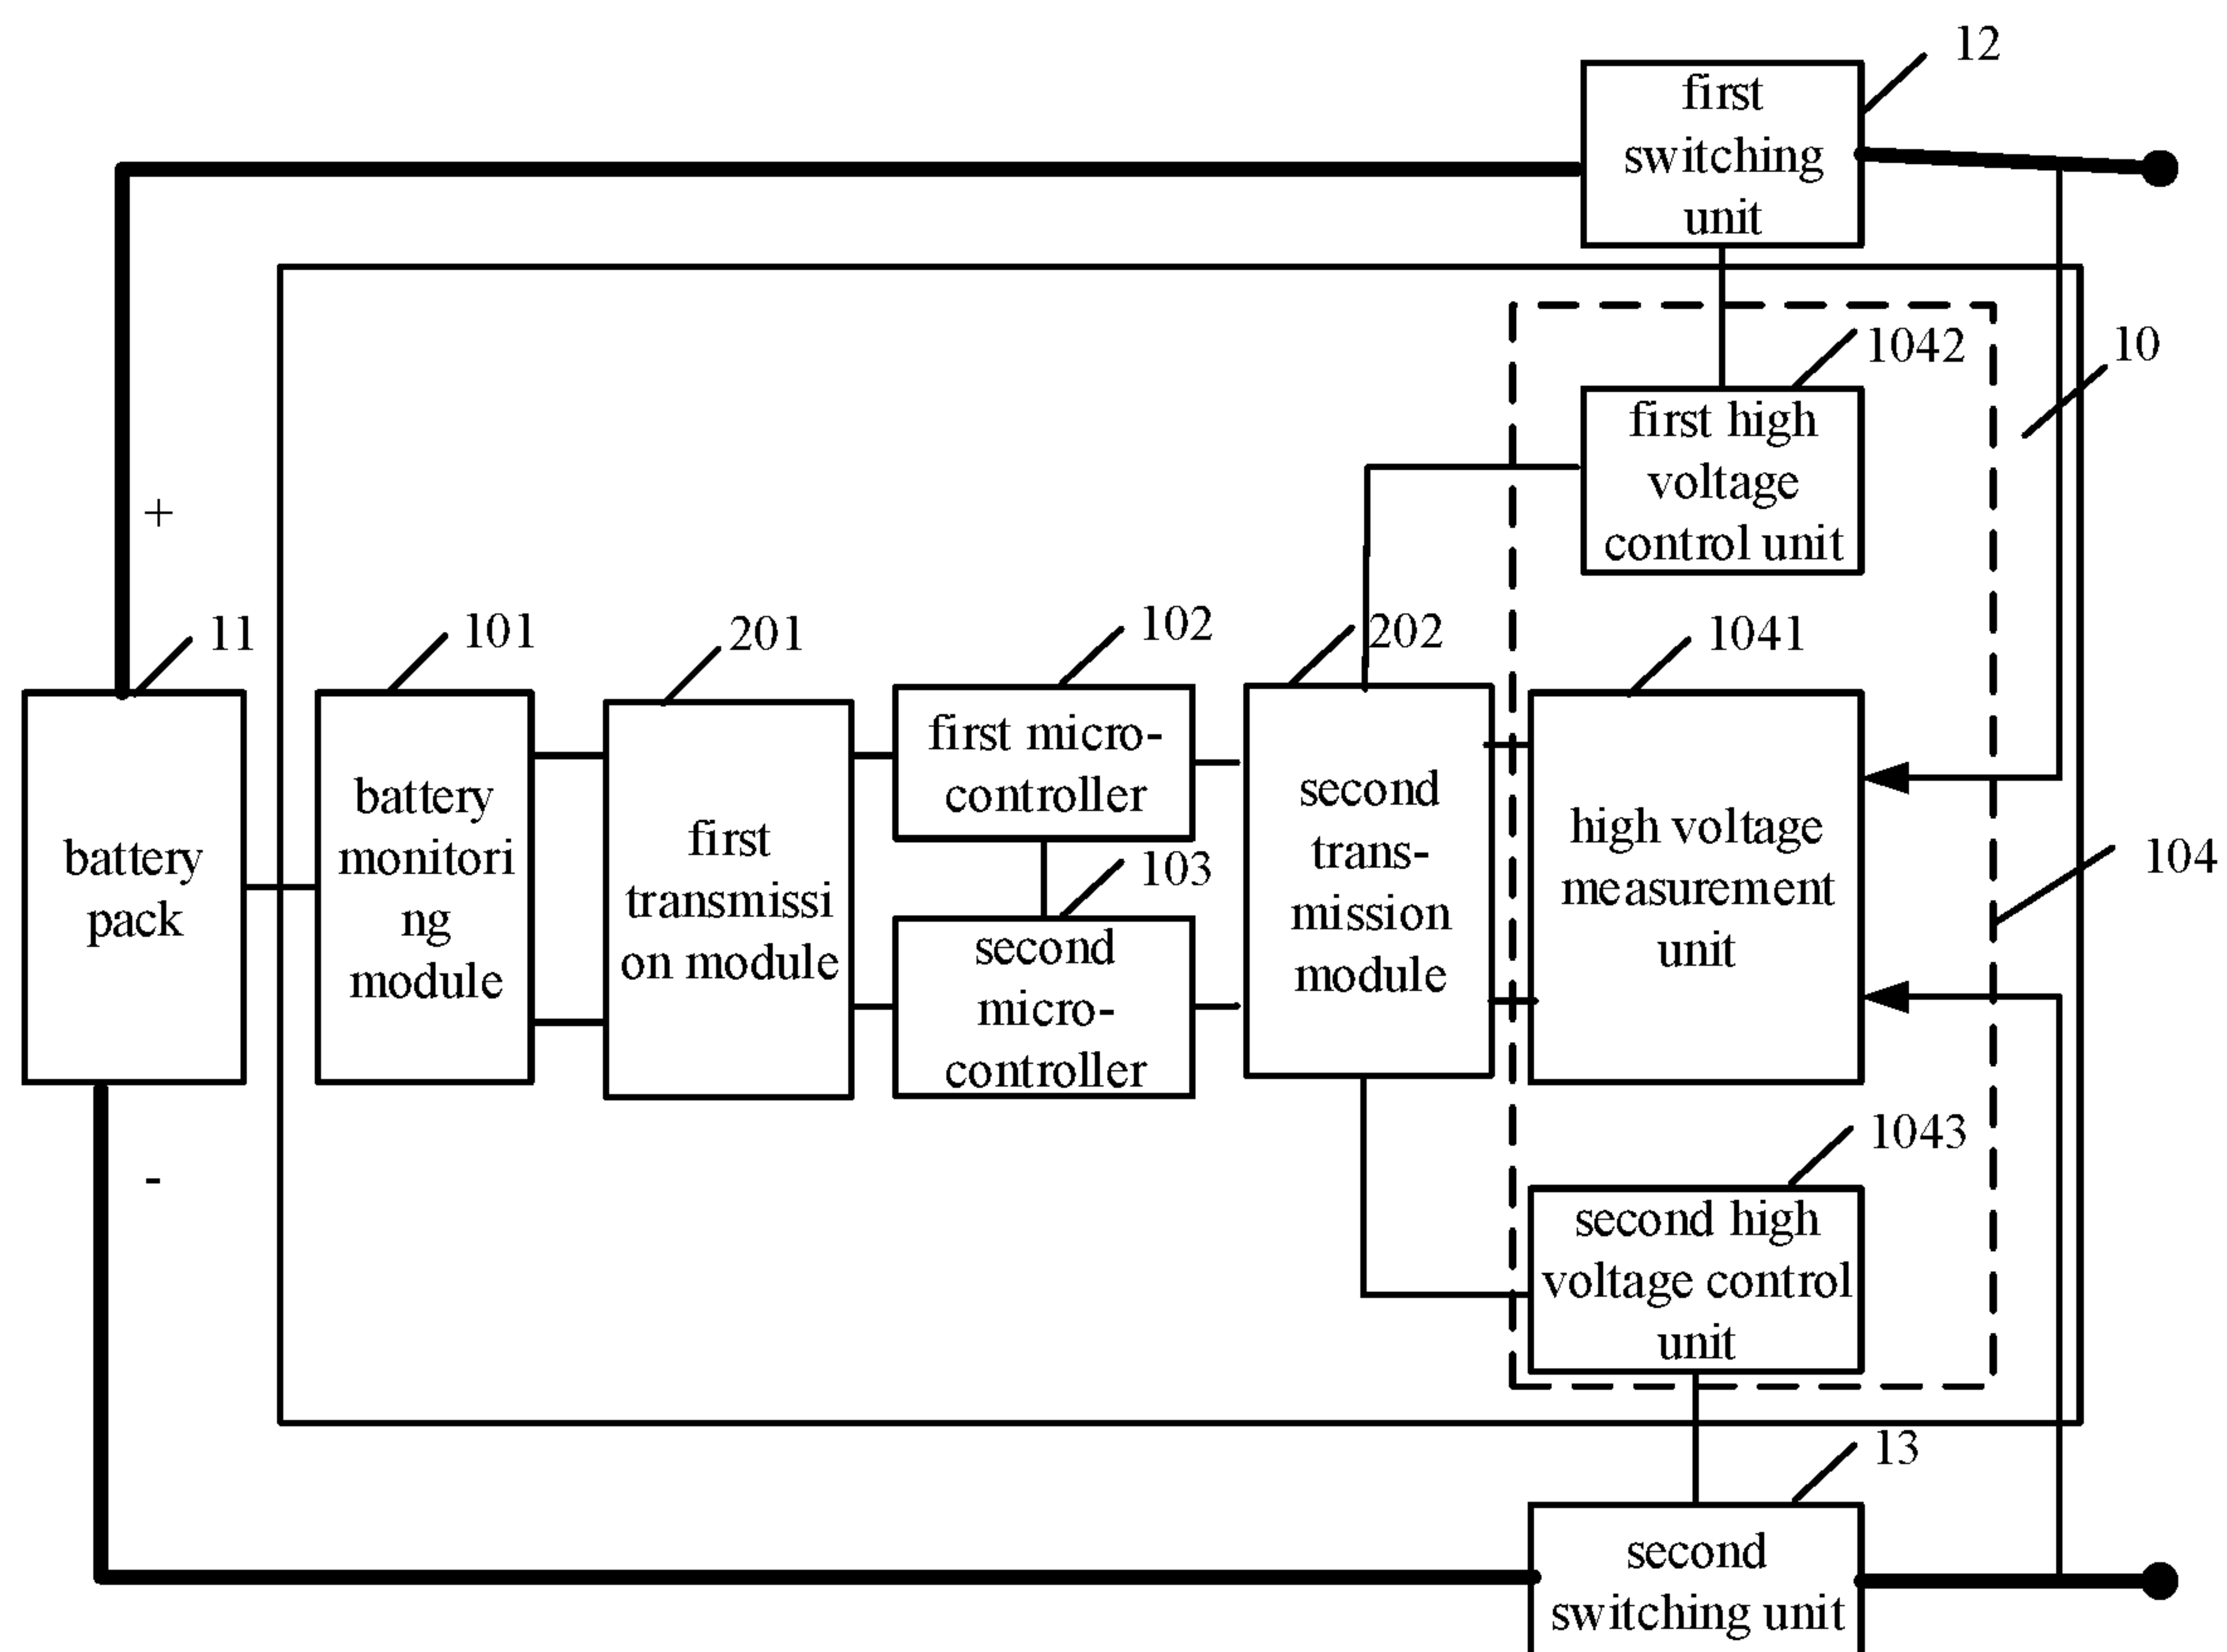 12
first
switching
unit
10
1042
first high
voltage
control unit
+
11
101
201
102
202
1041
battery
pack
battery
monitori
ng
module
first
transmissi
on module
first micro-
controller
103
second
micro-
controller
second
trans-
mission
module
high voltage
measurement
unit
104
-
1043
second high
voltage control
unit
13
second
switching unit